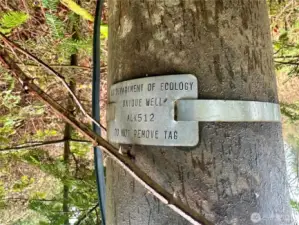 DEPARTMENT OF ECOLOGY
UNIQUE WELL
ALK512
DO NOT REMOVE TAG